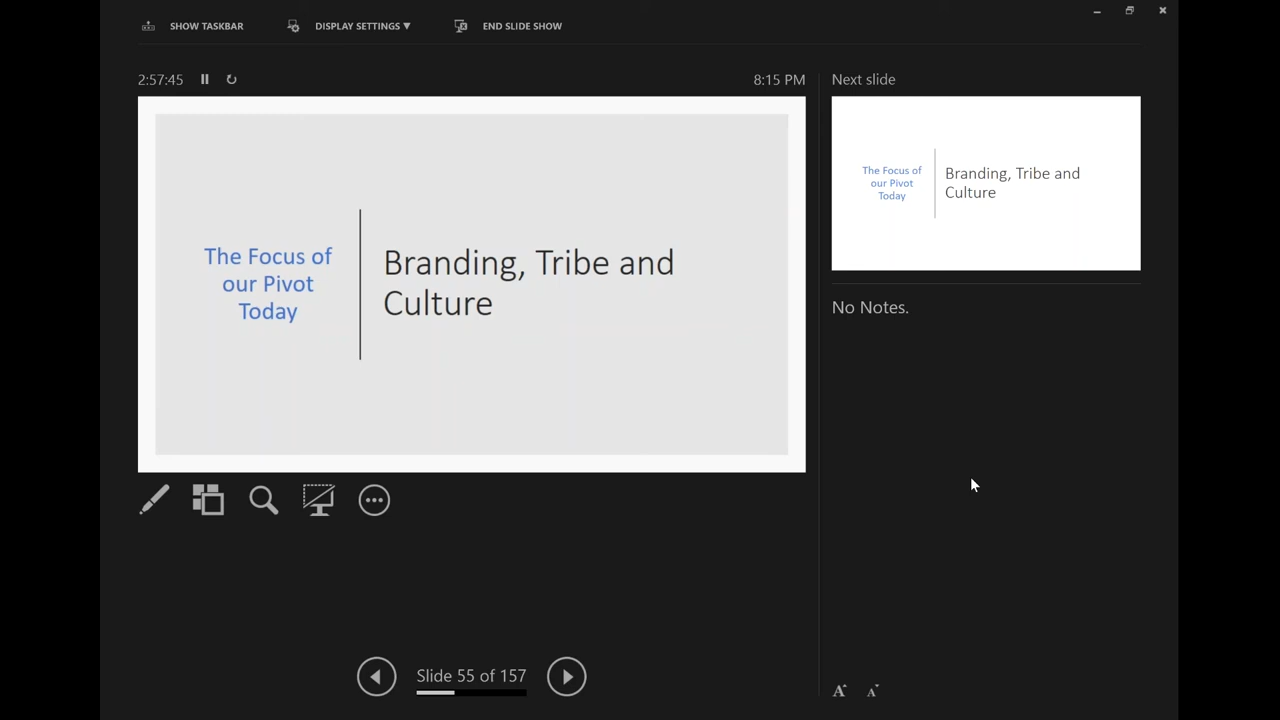 SHOW TASKBAR
DISPLAY SETTINGS ▼
END SLIDE SHOW
2:57:45
8:15 PM
Next slide
The Focus of
our Pivot
Today
Branding, Tribe and
Culture
The Focus of
our Pivot
Today
Branding, Tribe and
Culture
No Notes.
Slide 55 of 157
A
A